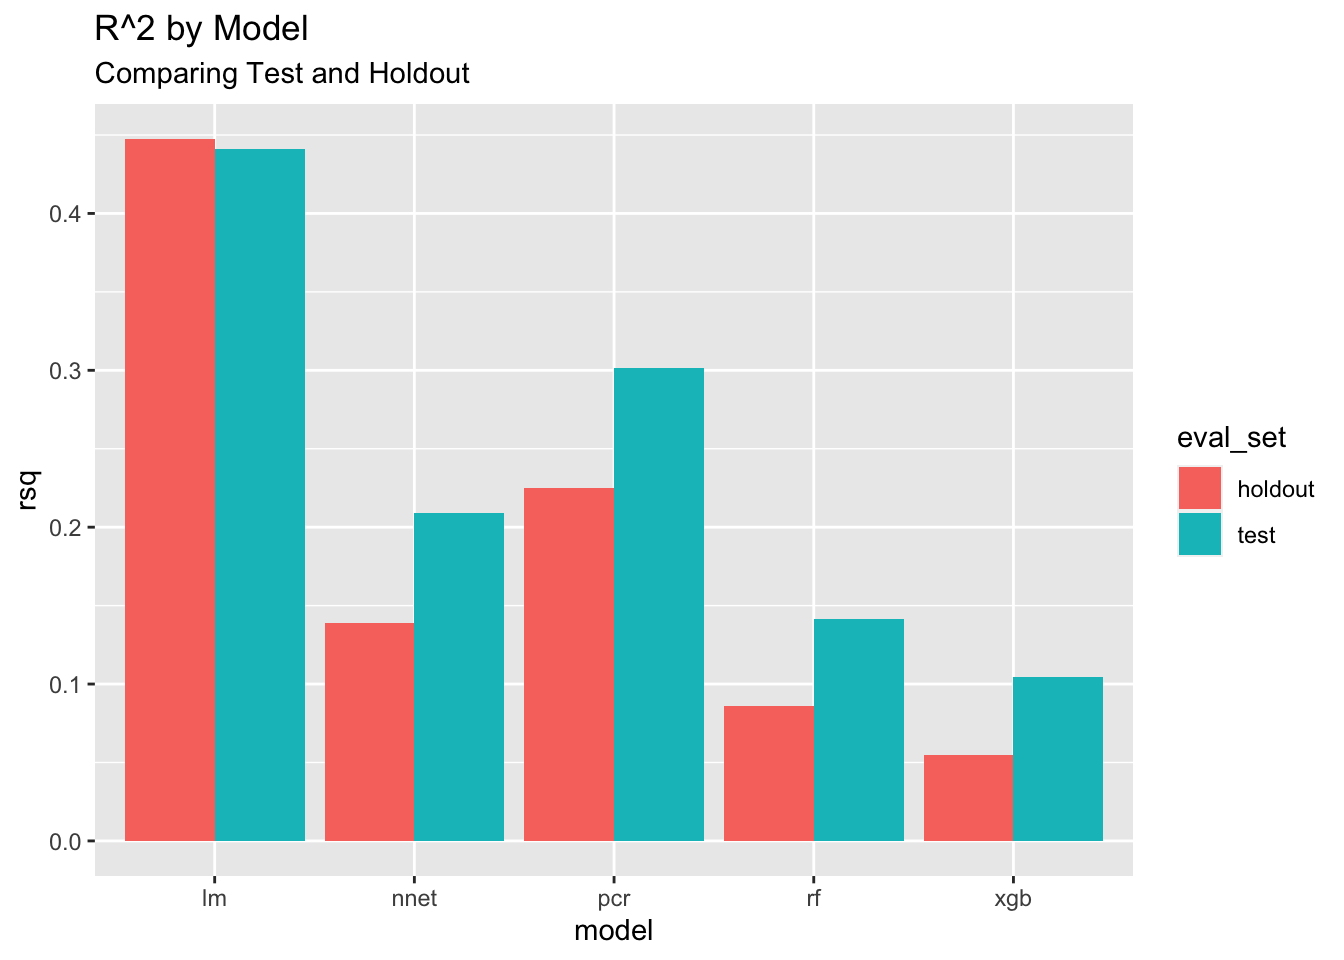 R^2 by Model
Comparing Test and Holdout
rsq
0.4
0.3
0.2
0.1
0.0
lm nnet pcr rf xgb
model
eval_set
holdout
test